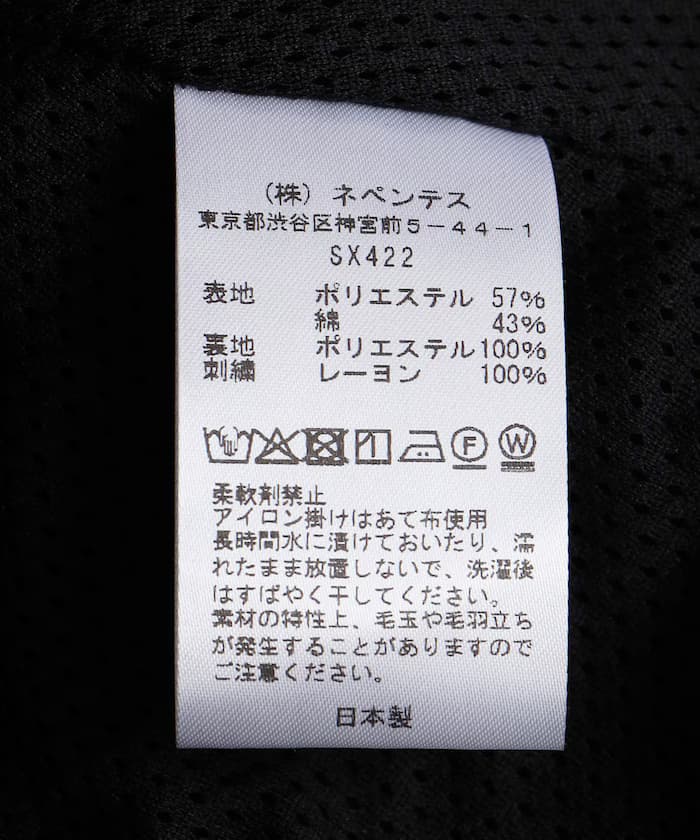 (株) ネペンテス
東京都渋谷区神宮前5-44-1
SX422
表地 ポリエステル 57%
綿 43%
裏地 ポリエステル100%
刺繍 レーヨン 100%
F W
柔軟剤禁止
アイロン掛けはあて布使用
長時間水に漬けておいたり、濡
れたまま放置しないで、洗濯後
はすばやく干してください。
素材の特性上、毛玉や毛羽立ち
が発生することがありますので
ご注意ください。
日本製